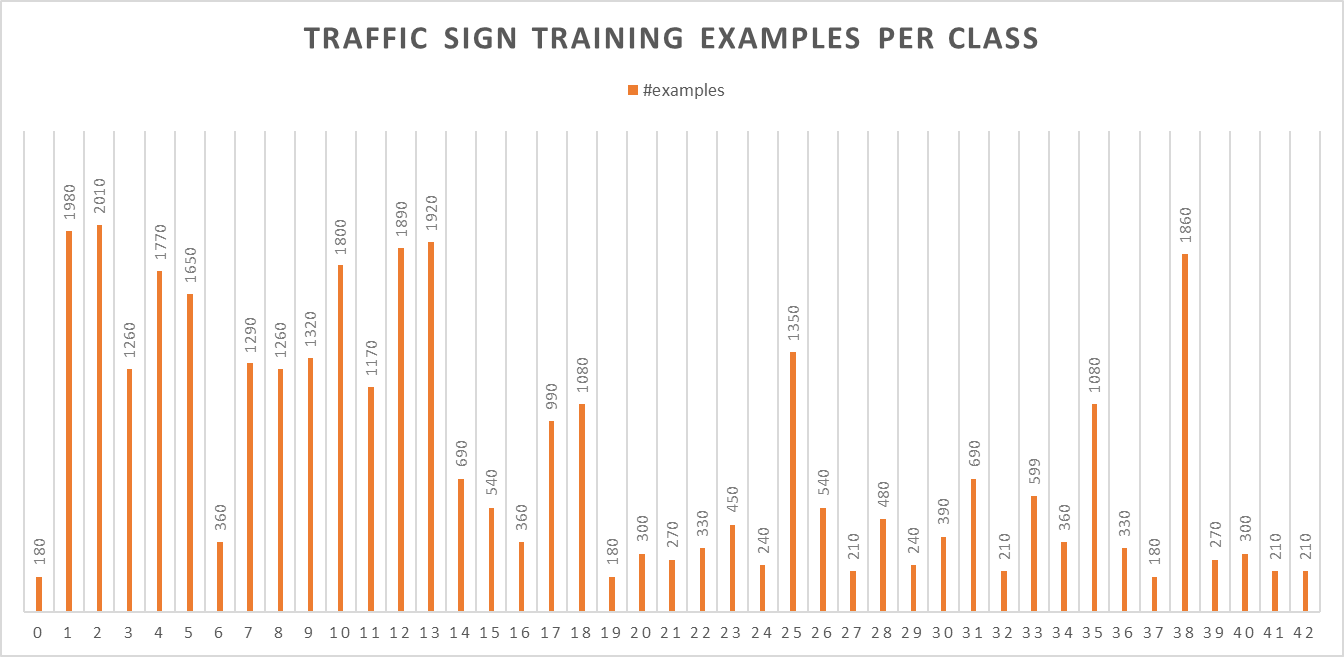 TRAFFIC SIGN TRAINING EXAMPLES PER CLASS
#examples
180 1980 2010 1260 1770 1650 360 1290 1260 1320 1800 1170 1890 1920 690 540 360 990 1080 180 300 270 330 450 240 1350 540 210 480 240 390 690 210 599 360 1080 330 180 1860 270 300 210 210
0 1 2 3 4 5 6 7 8 9 10 11 12 13 14 15 16 17 18 19 20 21 22 23 24 25 26 27 28 29 30 31 32 33 34 35 36 37 38 39 40 41 42